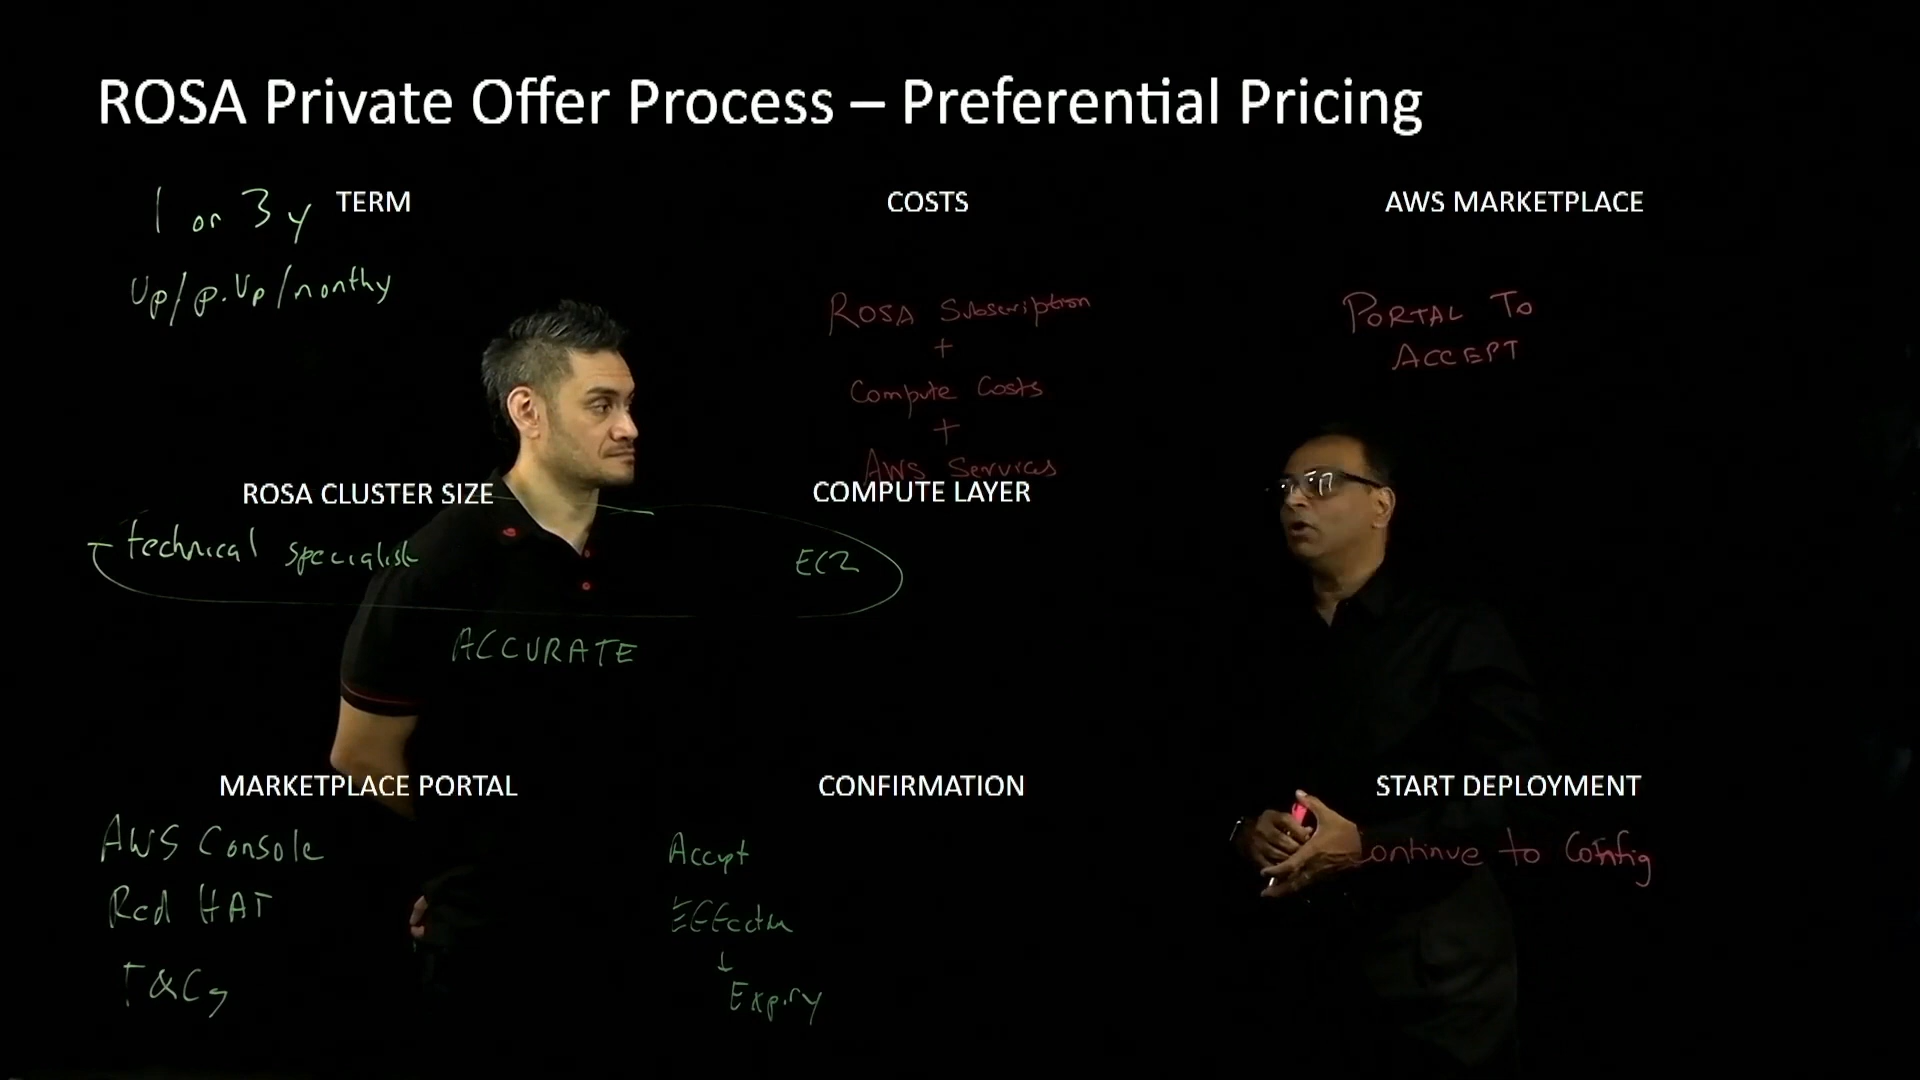 ROSA Private Offer Process – Preferential Pricing
TERM
1 or 3 y
Up/p.Up/monthy
COSTS
ROSA Subscription
+
Compute Costs
+
AWS Services
AWS MARKETPLACE
PORTAL TO
ACCEPT
ROSA CLUSTER SIZE
technical specialist
COMPUTE LAYER
EC2
ACCURATE
MARKETPLACE PORTAL
AWS Console
Red HAT
T&Cs
CONFIRMATION
Accept
Effective
↓
Expiry
START DEPLOYMENT
Continue to Config